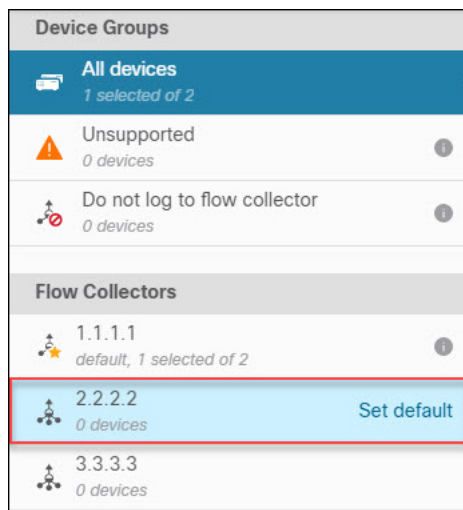 Device Groups
All devices
1 selected of 2
Unsupported
0 devices
Do not log to flow collector
0 devices
Flow Collectors
1.1.1.1
default, 1 selected of 2
2.2.2.2
Set default
0 devices
3.3.3.3
0 devices